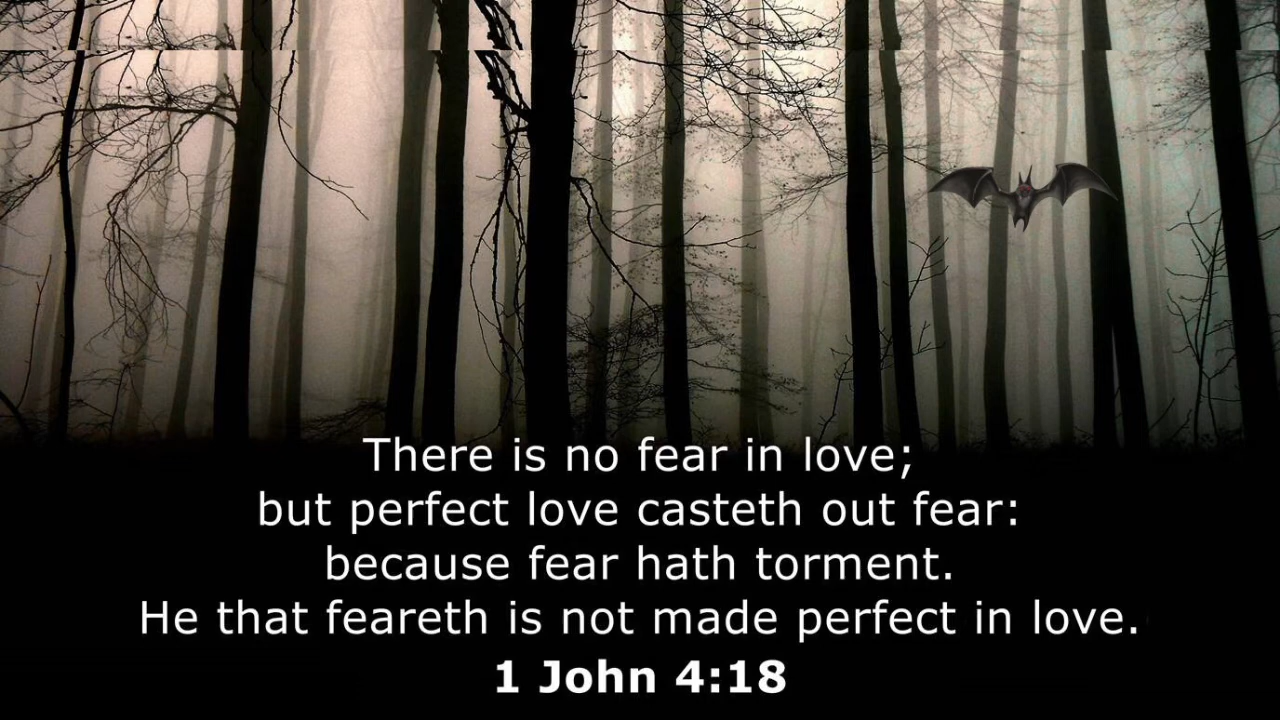 There is no fear in love;
but perfect love casteth out fear:
because fear hath torment.
He that feareth is not made perfect in love.
1 John 4:18